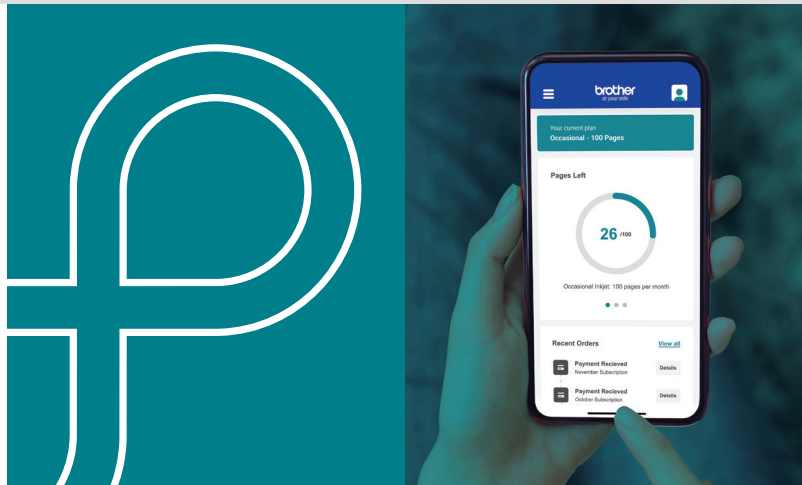 brother
at your side
Your current plan
Occasional - 100 Pages
Pages Left
26 /100
Occasional Inkjet: 100 pages per month
Recent Orders View all
Payment Recieved Details
November Subscription
Payment Recieved Details
October Subscription